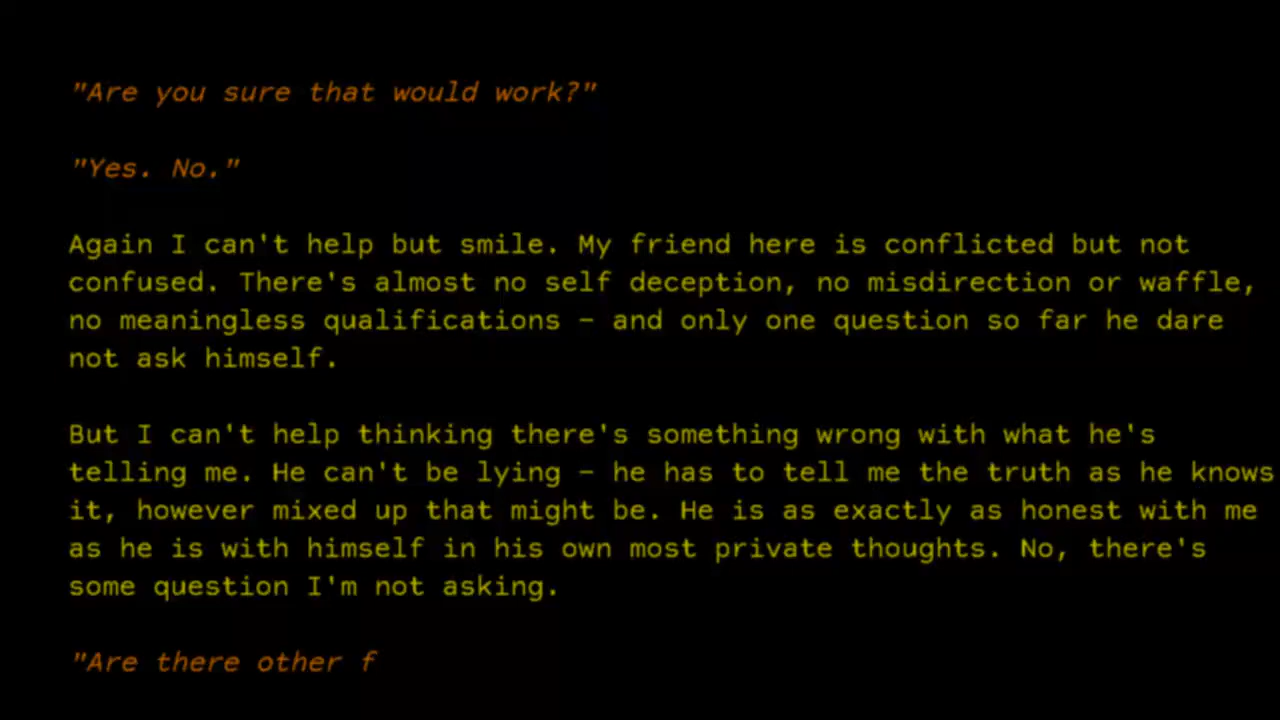 "Are you sure that would work?"
"Yes. No."
Again I can't help but smile. My friend here is conflicted but not
confused. There's almost no self deception, no misdirection or waffle,
no meaningless qualifications – and only one question so far he dare
not ask himself.
But I can't help thinking there's something wrong with what he's
telling me. He can't be lying – he has to tell me the truth as he knows
it, however mixed up that might be. He is as exactly as honest with me
as he is with himself in his own most private thoughts. No, there's
some question I'm not asking.
"Are there other f